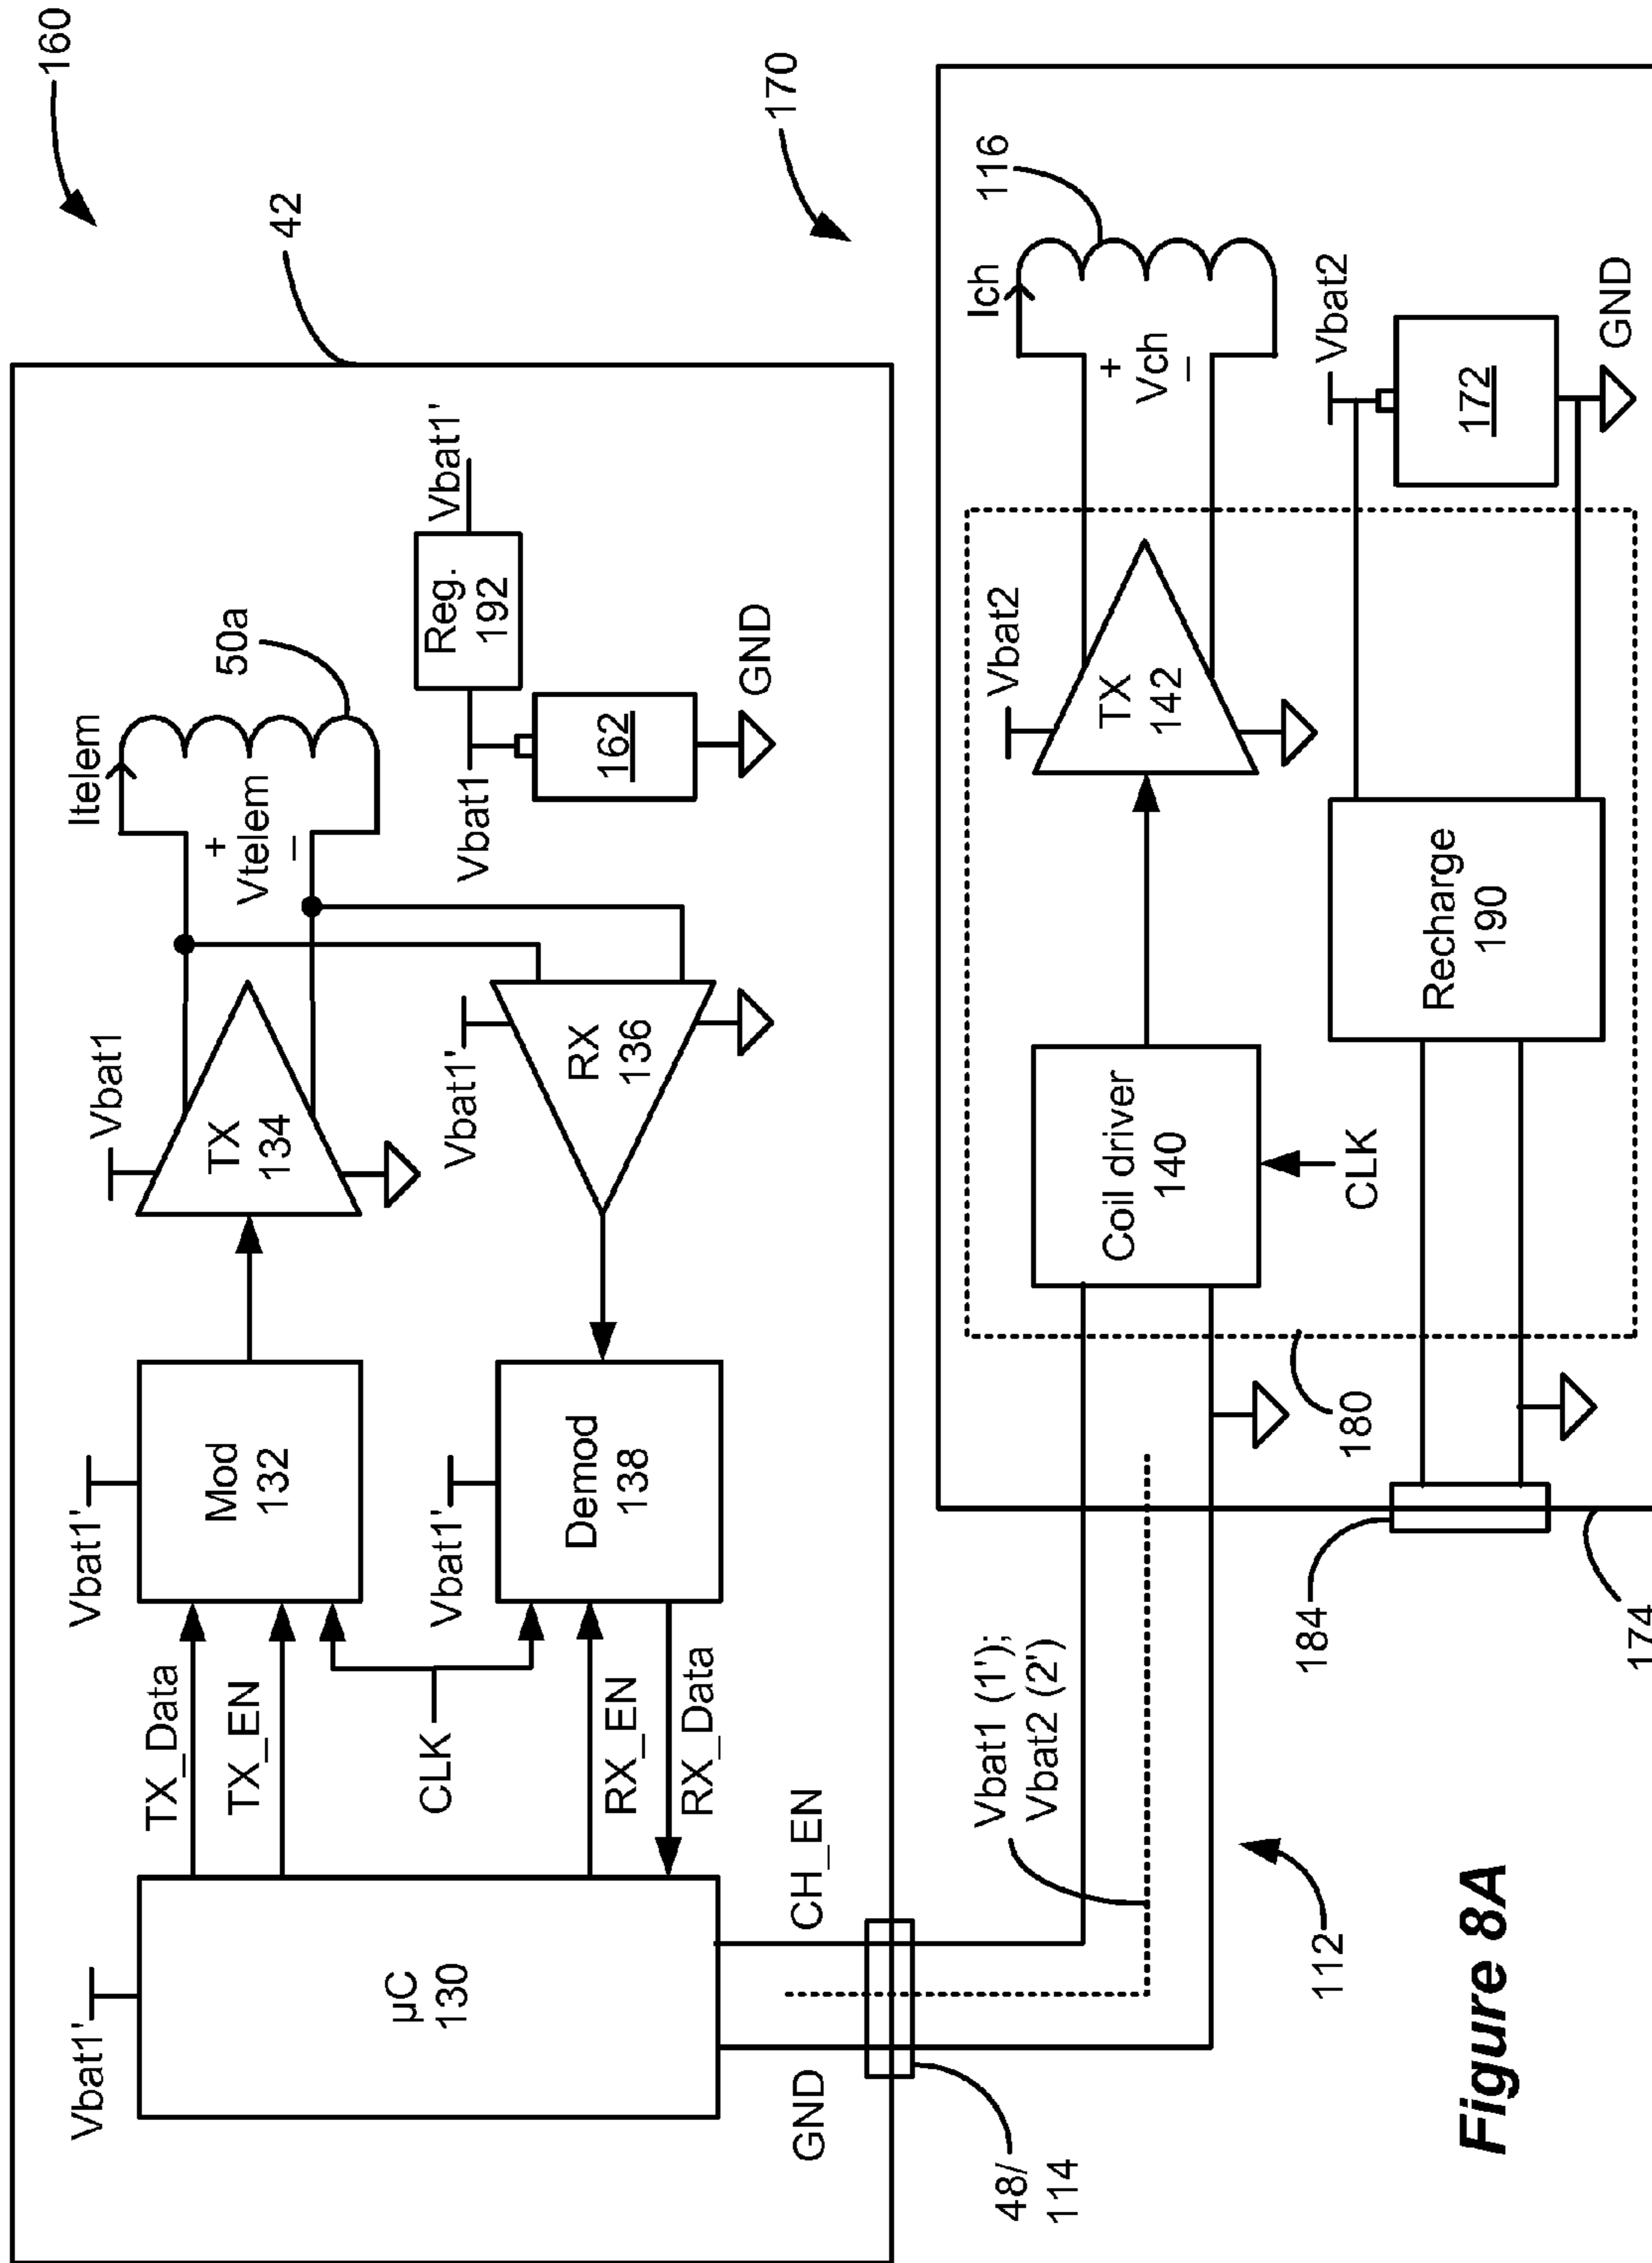 160
42
Vbat1'
µC
130
TX_Data
TX_EN
CLK
RX_EN
RX_Data
Vbat1'
Mod
132
Vbat1'
Demod
138
Vbat1
TX
134
Vbat1'
RX
136
Itelem
+
Vtelem
_
50a
Vbat1
Reg.
192
Vbat1'
162
GND
GND
CH_EN
48/
114
170
Vbat1 (1');
Vbat2 (2')
112
Coil driver
140
CLK
Vbat2
TX
142
Ich
+
Vch
_
116
180
184
174
Recharge
190
Vbat2
172
GND
Figure 8A